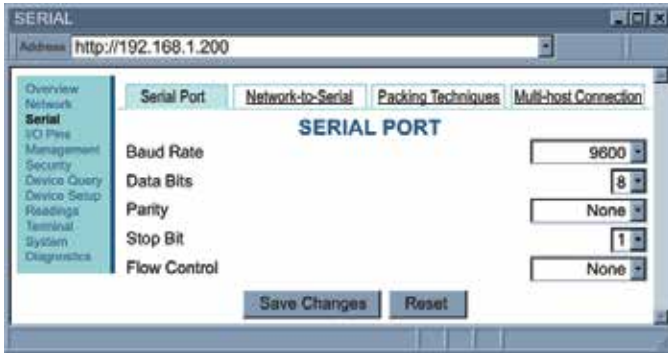 SERIAL
Address http://192.168.1.200
Overview
Network
Serial
I/O Pins
Management
Security
Device Query
Device Setup
Readings
Terminal
System
Diagnostics
Serial Port Network-to-Serial Packing Techniques Multi-host Connection
SERIAL PORT
Baud Rate 9600
Data Bits 8
Parity None
Stop Bit 1
Flow Control None
Save Changes Reset